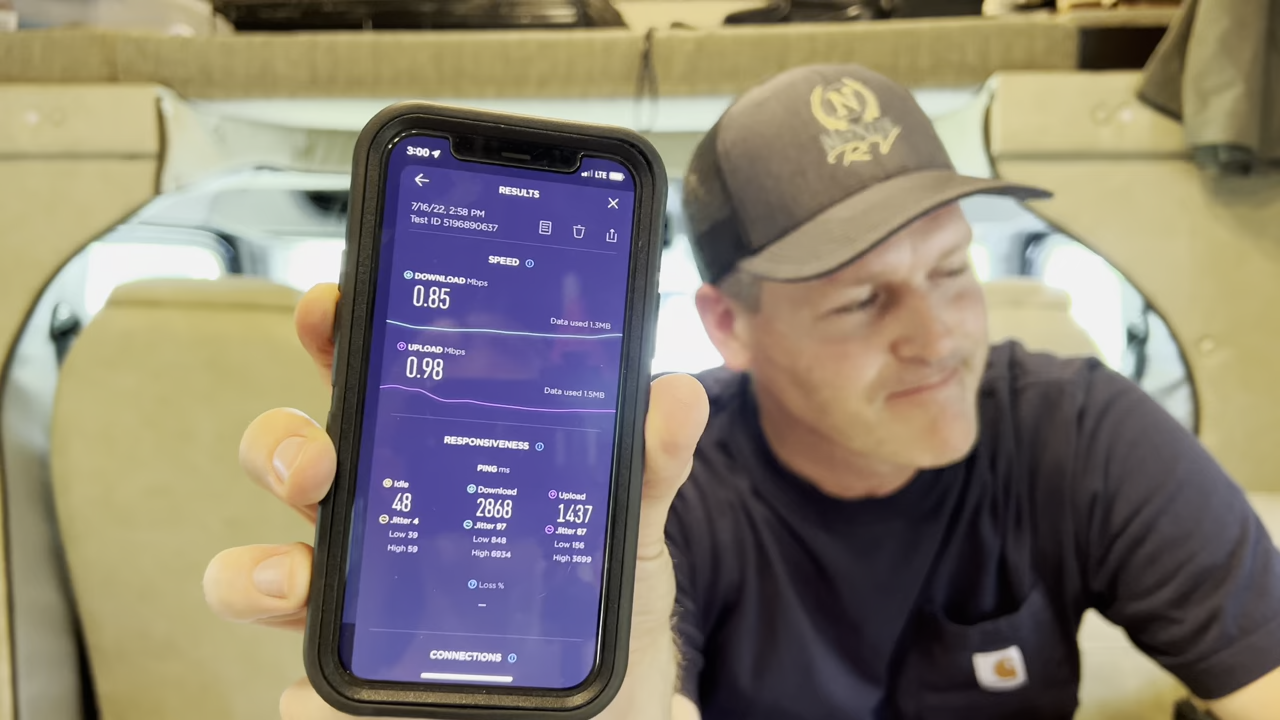 3:00
LTE
RESULTS
7/16/22, 2:58 PM
Test ID 5196890637
SPEED
DOWNLOAD Mbps
0.85
Data used 1.3MB
UPLOAD Mbps
0.98
Data used 1.5MB
RESPONSIVENESS
PING ms
Idle
48
Jitter 4
Low 39
High 59
Download
2868
Jitter 97
Low 848
High 6934
Upload
1437
Jitter 87
Low 156
High 3699
Loss %
–
CONNECTIONS
N